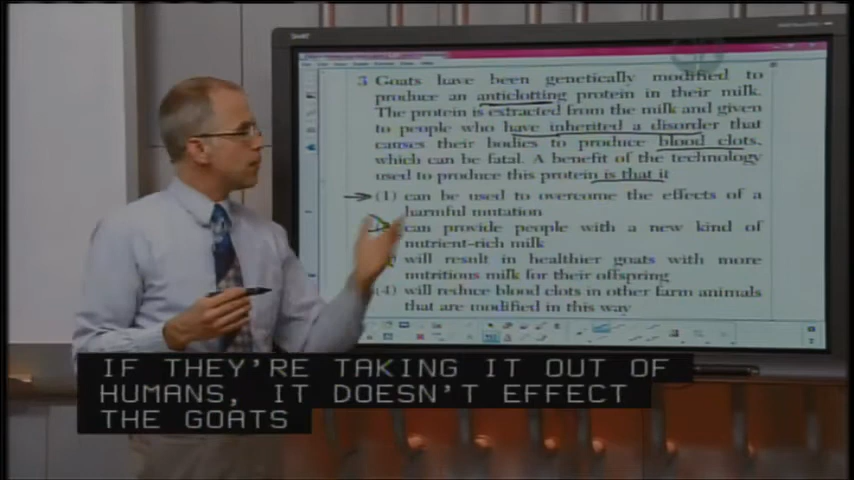 SMART
3 Goats have been genetically modified to
produce an anticlotting protein in their milk.
The protein is extracted from the milk and given
to people who have inherited a disorder that
causes their bodies to produce blood clots,
which can be fatal. A benefit of the technology
used to produce this protein is that it
(1) can be used to overcome the effects of a
harmful mutation
can provide people with a new kind of
nutrient-rich milk
will result in healthier goats with more
nutritious milk for their offspring
(4) will reduce blood clots in other farm animals
that are modified in this way
IF THEY'RE TAKING IT OUT OF
HUMANS, IT DOESN'T EFFECT
THE GOATS